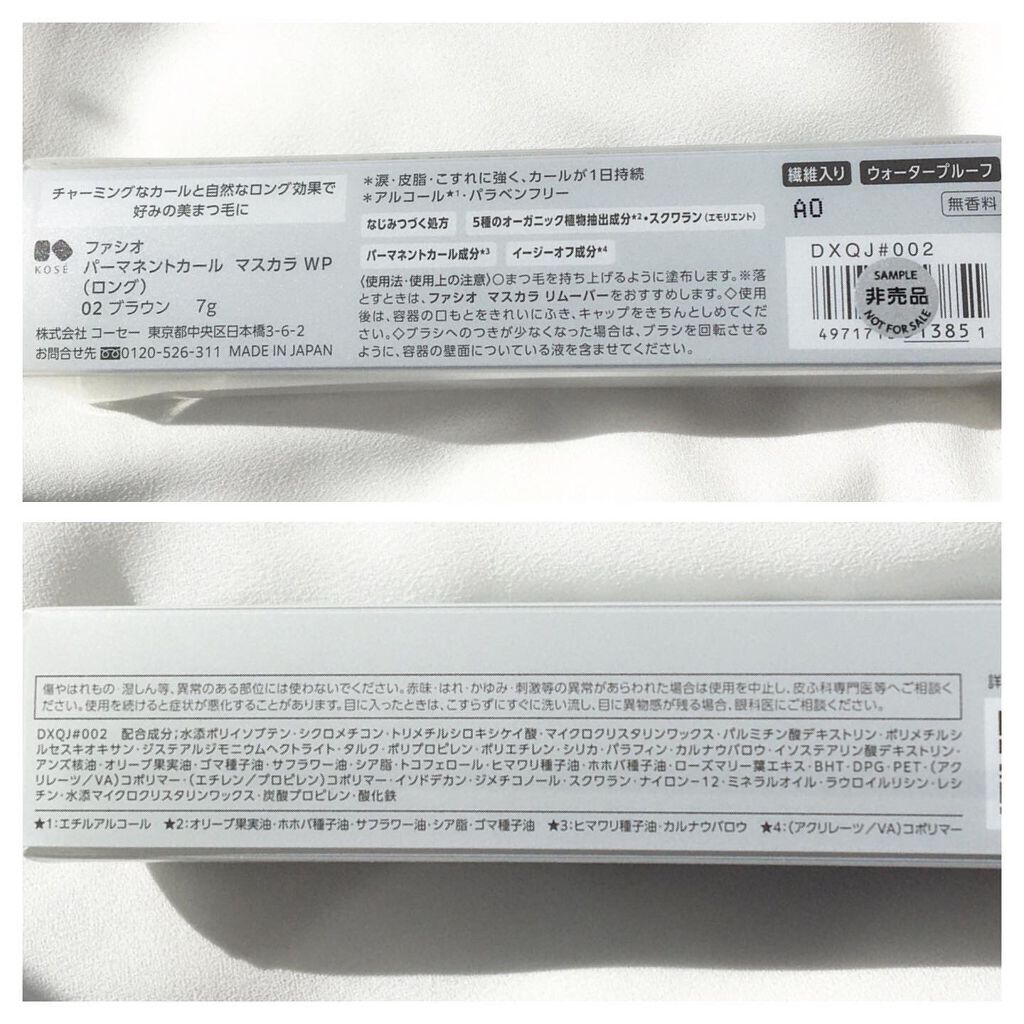 チャーミングなカールと自然なロング効果で
好みの美まつ毛に
KOSÉ
ファシオ
パーマネントカール マスカラ WP
（ロング）
02 ブラウン 7g
株式会社 コーセー 東京都中央区日本橋3-6-2
お問合せ先 0120-526-311 MADE IN JAPAN
＊涙・皮脂・こすれに強く、カールが1日持続
＊アルコール★1・パラベンフリー
なじみつづく処方 5種のオーガニック植物抽出成分★2・スクワラン（エモリエント）
パーマネントカール成分★3 イージーオフ成分★4
〈使用法・使用上の注意〉○まつ毛を持ち上げるように塗布します。※落
とすときは、ファシオ マスカラ リムーバーをおすすめします。◇使用
後は、容器の口もとをきれいにふき、キャップをきちんとしめてく
ださい。◇ブラシへのつきが少なくなった場合は、ブラシを回転させる
ように、容器の壁面についている液を含ませてください。
繊維入り ウォータープルーフ
A0
無香料
DXQJ#002
SAMPLE
非売品
NOT FOR SALE
傷やはれもの・湿しん等、異常のある部位には使わないでください。赤味・はれ・かゆみ・刺激等の異常があらわれた場合は使用を中止し、皮ふ科専門医等へご相談く
ださい。使用を続けると症状が悪化することがあります。目に入ったときは、こすらずにすぐに洗い流し、目に異物感が残る場合、眼科医にご相談ください。
DXQJ#002 配合成分；水添ポリイソブテン・シクロメチコン・トリメチルシロキシケイ酸・マイクロクリスタリンワックス・パルミチン酸デキストリン・ポリメチルシ
ルセスキオキサン・ジステアルジモニウムヘクトライト・タルク・ポリプロピレン・ポリエチレン・シリカ・パラフィン・カルナウバロウ・イソステアリン酸デキストリン・
アンズ核油・オリーブ果実油・ゴマ種子油・サフラワー油・シア脂・トコフェロール・ヒマワリ種子油・ホホバ種子油・ローズマリー葉エキス・BHT・DPG・PET・（アク
リレーツ／VA）コポリマー・（エチレン／プロピレン）コポリマー・イソドデカン・ジメチコノール・スクワラン・ナイロン－12・ミネラルオイル・ラウロイルリシン・レシ
チン・水添マイクロクリスタリンワックス・炭酸プロピレン・酸化鉄
★1：エチルアルコール ★2：オリーブ果実油・ホホバ種子油・サフラワー油・シア脂・ゴマ種子油 ★3：ヒマワリ種子油・カルナウバロウ ★4：（アクリレーツ／VA）コポリマー